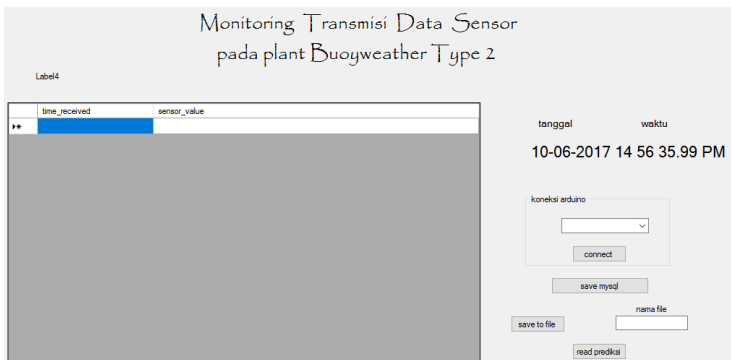 Monitoring Transmisi Data Sensor
pada plant Buoyweather Type 2
Label4
time_received sensor_value
tanggal waktu
10-06-2017 14 56 35.99 PM
koneksi arduino
connect
save mysql
nama file
save to file
read prediksi